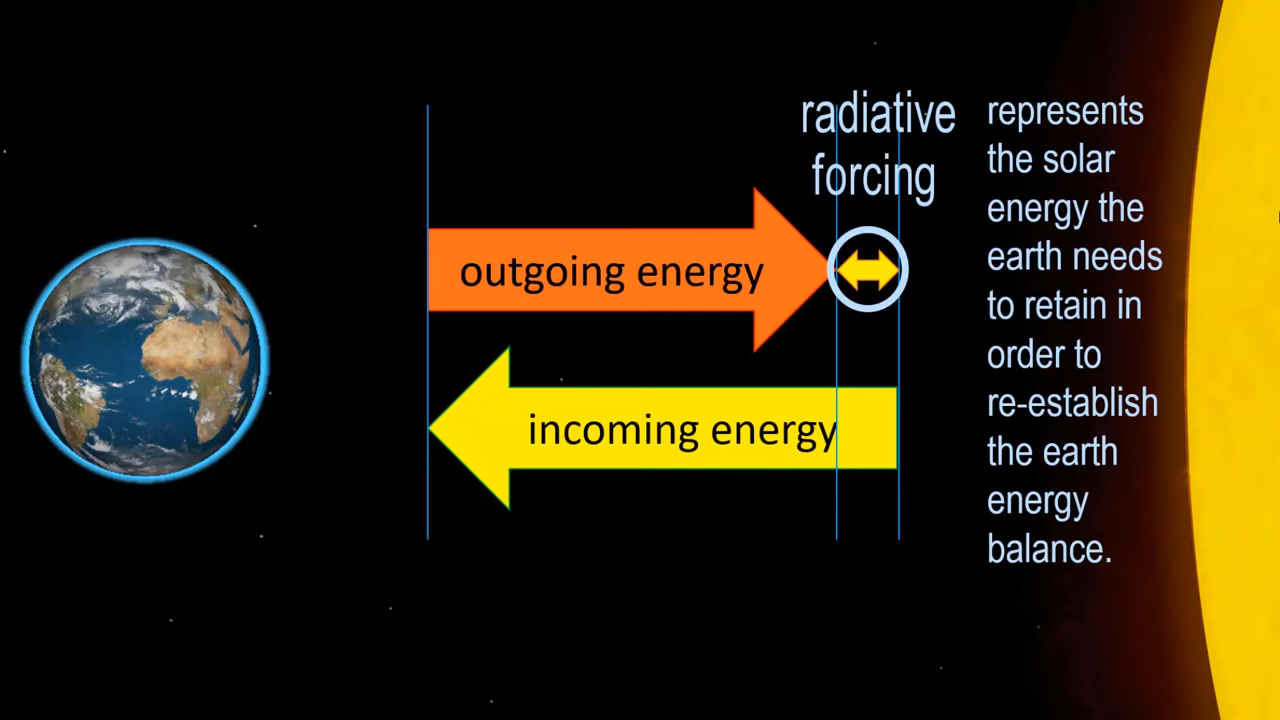 radiative
forcing
represents
the solar
energy the
earth needs
to retain in
order to
re-establish
the earth
energy
balance.
outgoing energy
incoming energy